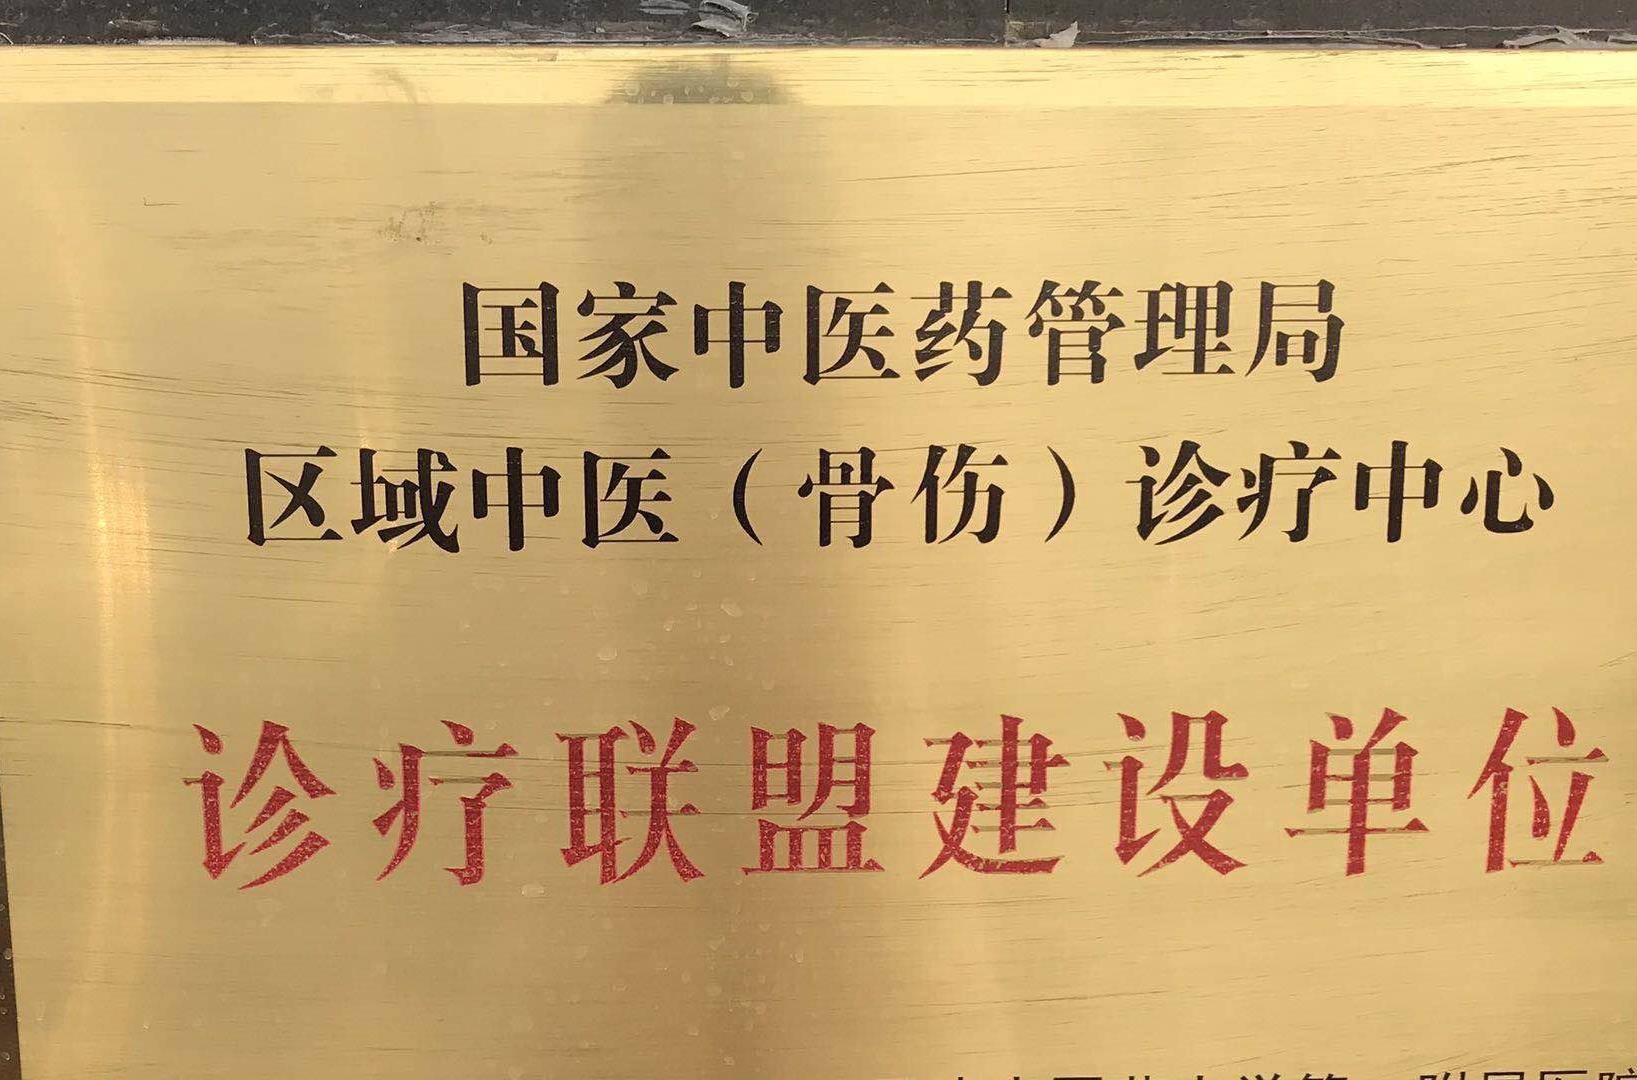 国家中医药管理局
区域中医（骨伤）诊疗中心
诊疗联盟建设单位